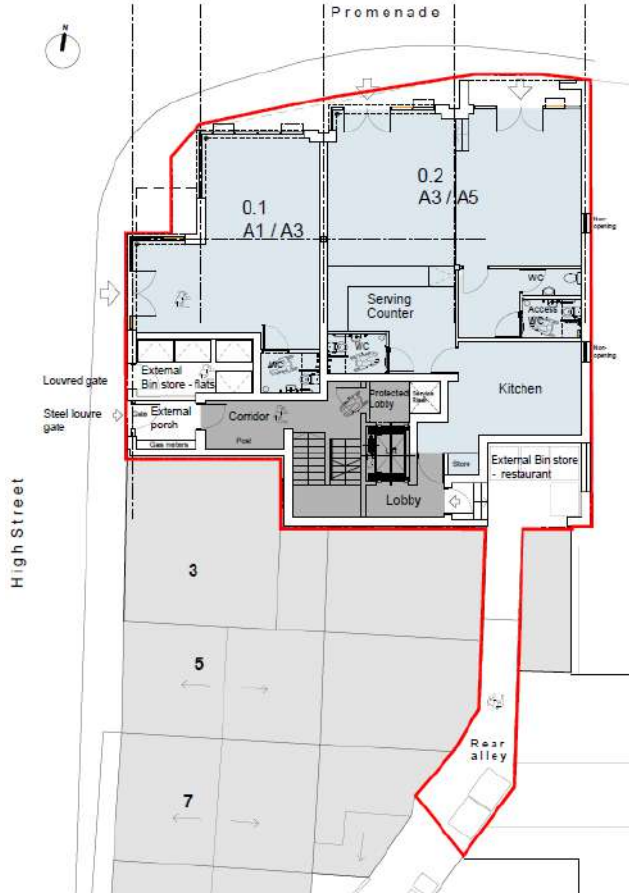 Promenade
N
0.1
A1 / A3
0.2
A3 / A5
Non-
opening
WC
Access
WC
Serving
Counter
WC
Non-
opening
Kitchen
Louvred gate
External
Bin store - flats
Steel louvre
gate
Gate
External
porch
Gas meters
Corridor
Post
Protected
Lobby
Service
Store
External Bin store
- restaurant
Lobby
High Street
3
5
7
Rear
alley